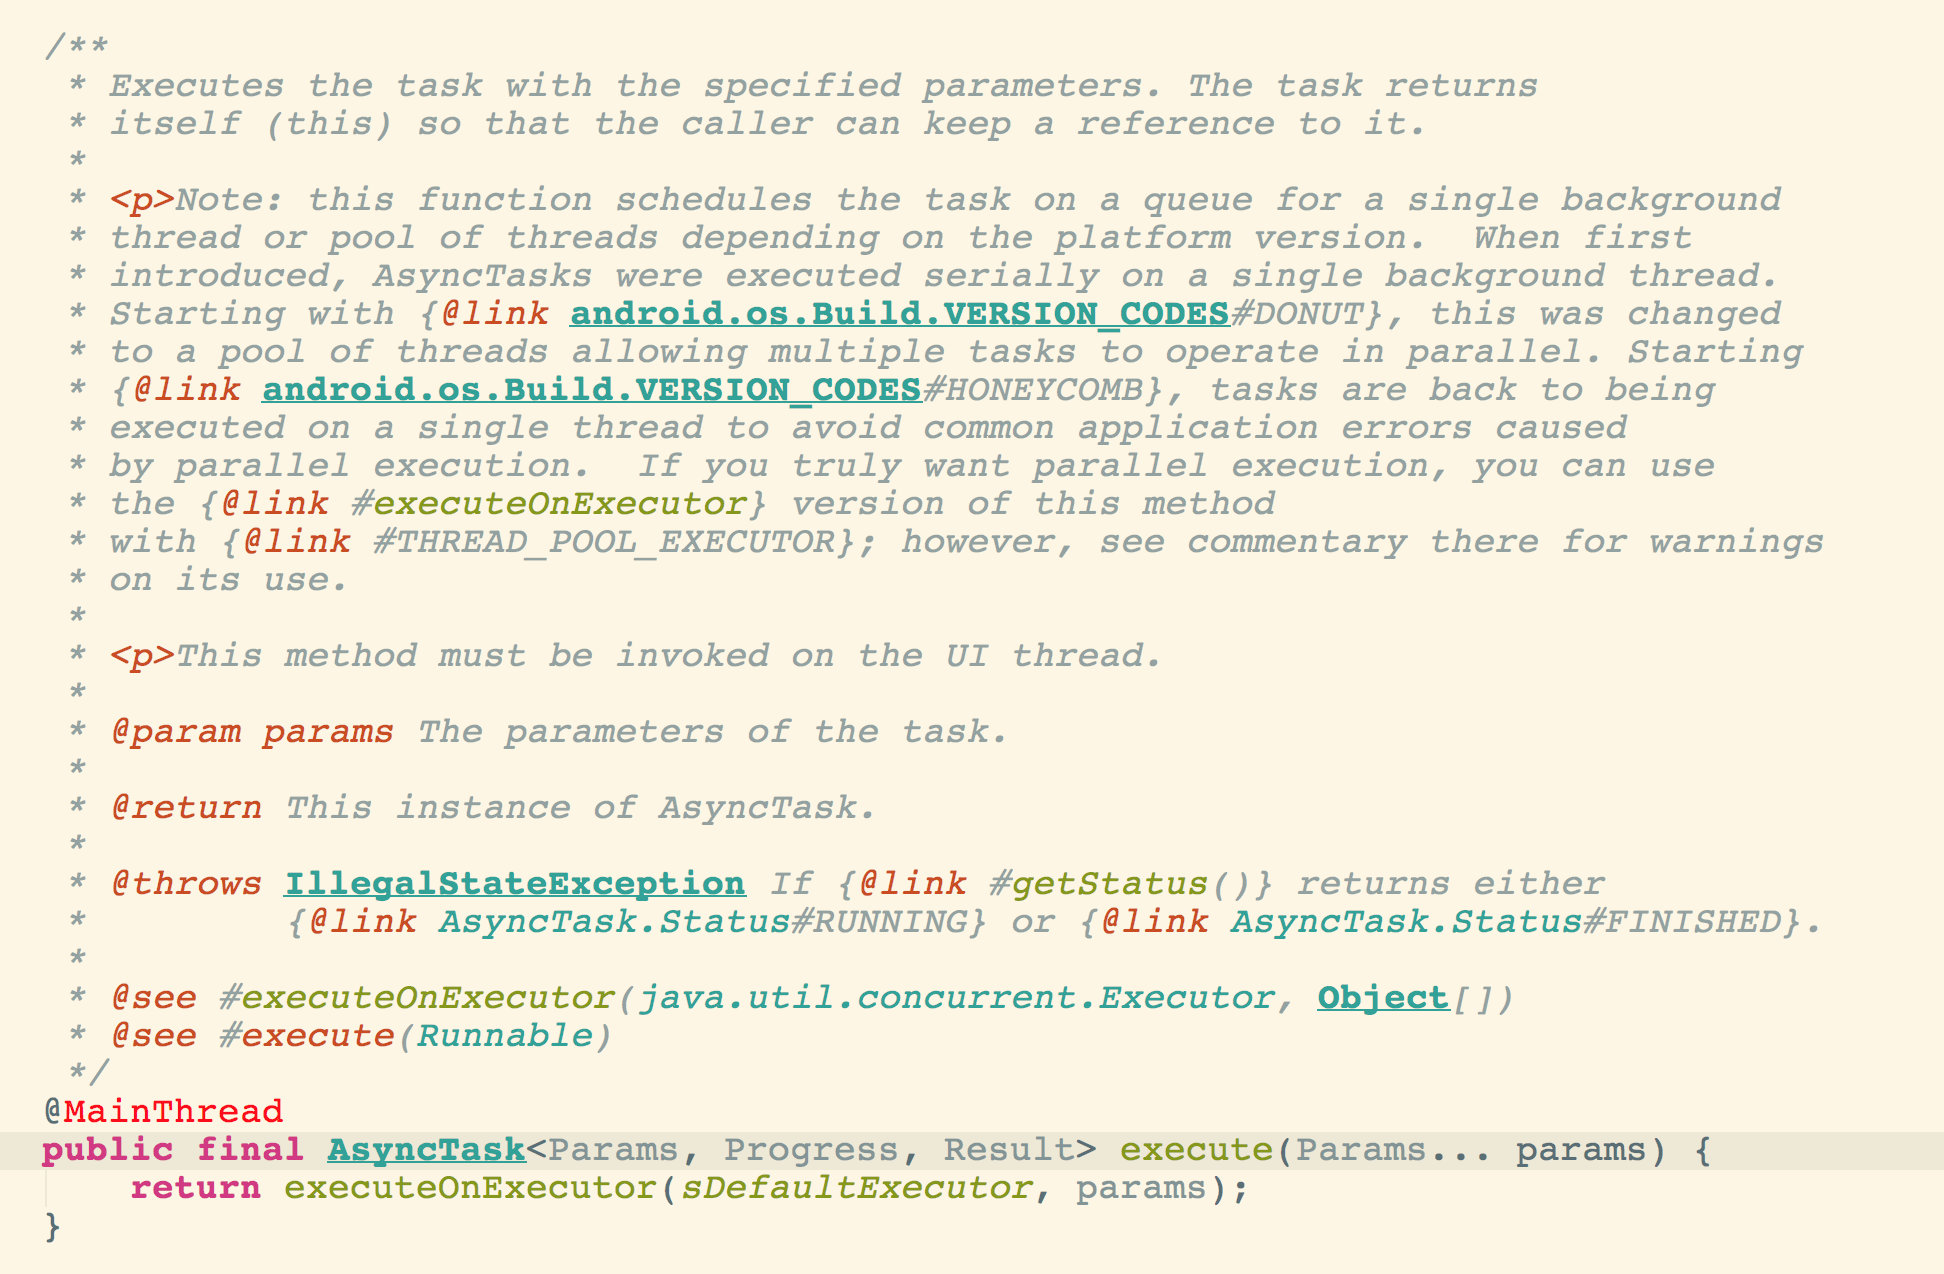 /**
 * Executes the task with the specified parameters. The task returns
 * itself (this) so that the caller can keep a reference to it.
 *
 * <p>Note: this function schedules the task on a queue for a single background
 * thread or pool of threads depending on the platform version.  When first
 * introduced, AsyncTasks were executed serially on a single background thread.
 * Starting with {@link android.os.Build.VERSION_CODES#DONUT}, this was changed
 * to a pool of threads allowing multiple tasks to operate in parallel. Starting
 * {@link android.os.Build.VERSION_CODES#HONEYCOMB}, tasks are back to being
 * executed on a single thread to avoid common application errors caused
 * by parallel execution.  If you truly want parallel execution, you can use
 * the {@link #executeOnExecutor} version of this method
 * with {@link #THREAD_POOL_EXECUTOR}; however, see commentary there for warnings
 * on its use.
 *
 * <p>This method must be invoked on the UI thread.
 *
 * @param params The parameters of the task.
 *
 * @return This instance of AsyncTask.
 *
 * @throws IllegalStateException If {@link #getStatus()} returns either
 *         {@link AsyncTask.Status#RUNNING} or {@link AsyncTask.Status#FINISHED}.
 *
 * @see #executeOnExecutor(java.util.concurrent.Executor, Object[])
 * @see #execute(Runnable)
 */
@MainThread
public final AsyncTask<Params, Progress, Result> execute(Params... params) {
    return executeOnExecutor(sDefaultExecutor, params);
}